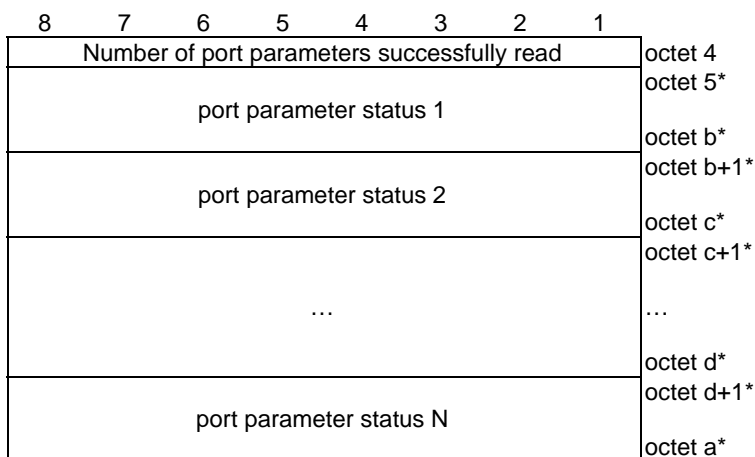 8 7 6 5 4 3 2 1
Number of port parameters successfully read octet 4
octet 5*
port parameter status 1
octet b*
octet b+1*
port parameter status 2
octet c*
octet c+1*
… …
octet d*
octet d+1*
port parameter status N
octet a*